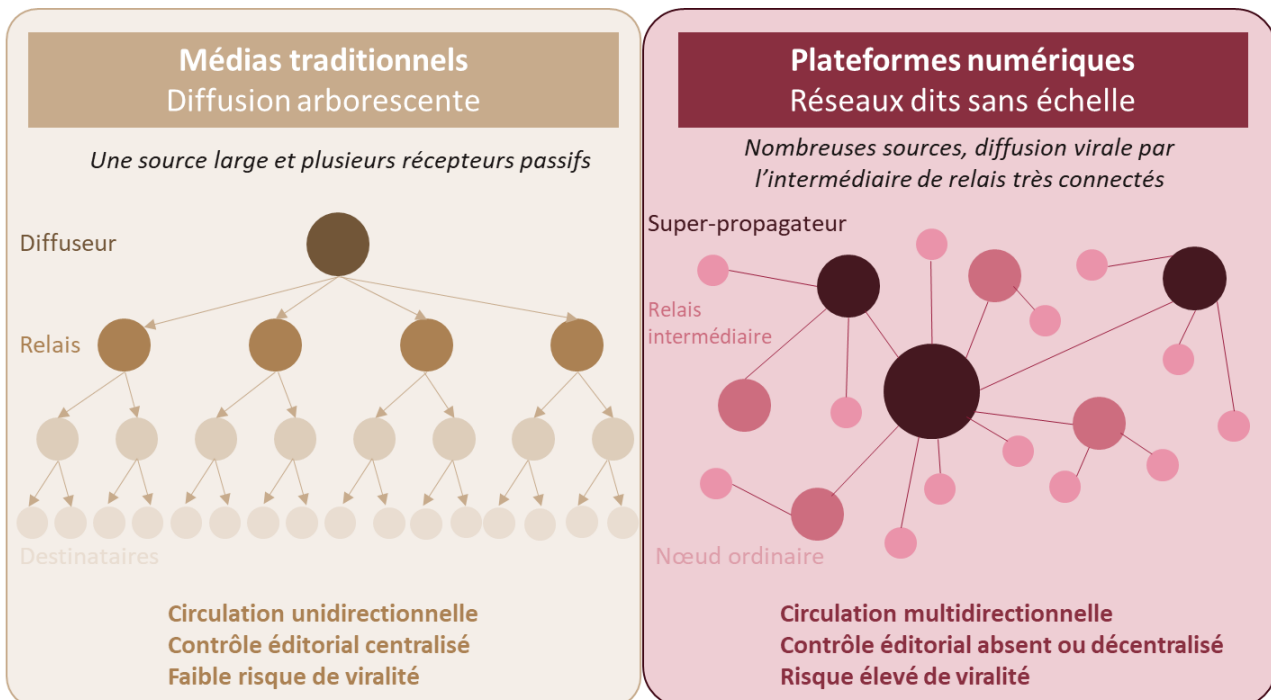 Médias traditionnels
Diffusion arborescente
Une source large et plusieurs récepteurs passifs
Diffuseur
Relais
Destinataires
Circulation unidirectionnelle
Contrôle éditorial centralisé
Faible risque de viralité
Plateformes numériques
Réseaux dits sans échelle
Nombreuses sources, diffusion virale par
l’intermédiaire de relais très connectés
Super-propagateur
Relais
intermédiaire
Nœud ordinaire
Circulation multidirectionnelle
Contrôle éditorial absent ou décentralisé
Risque élevé de viralité